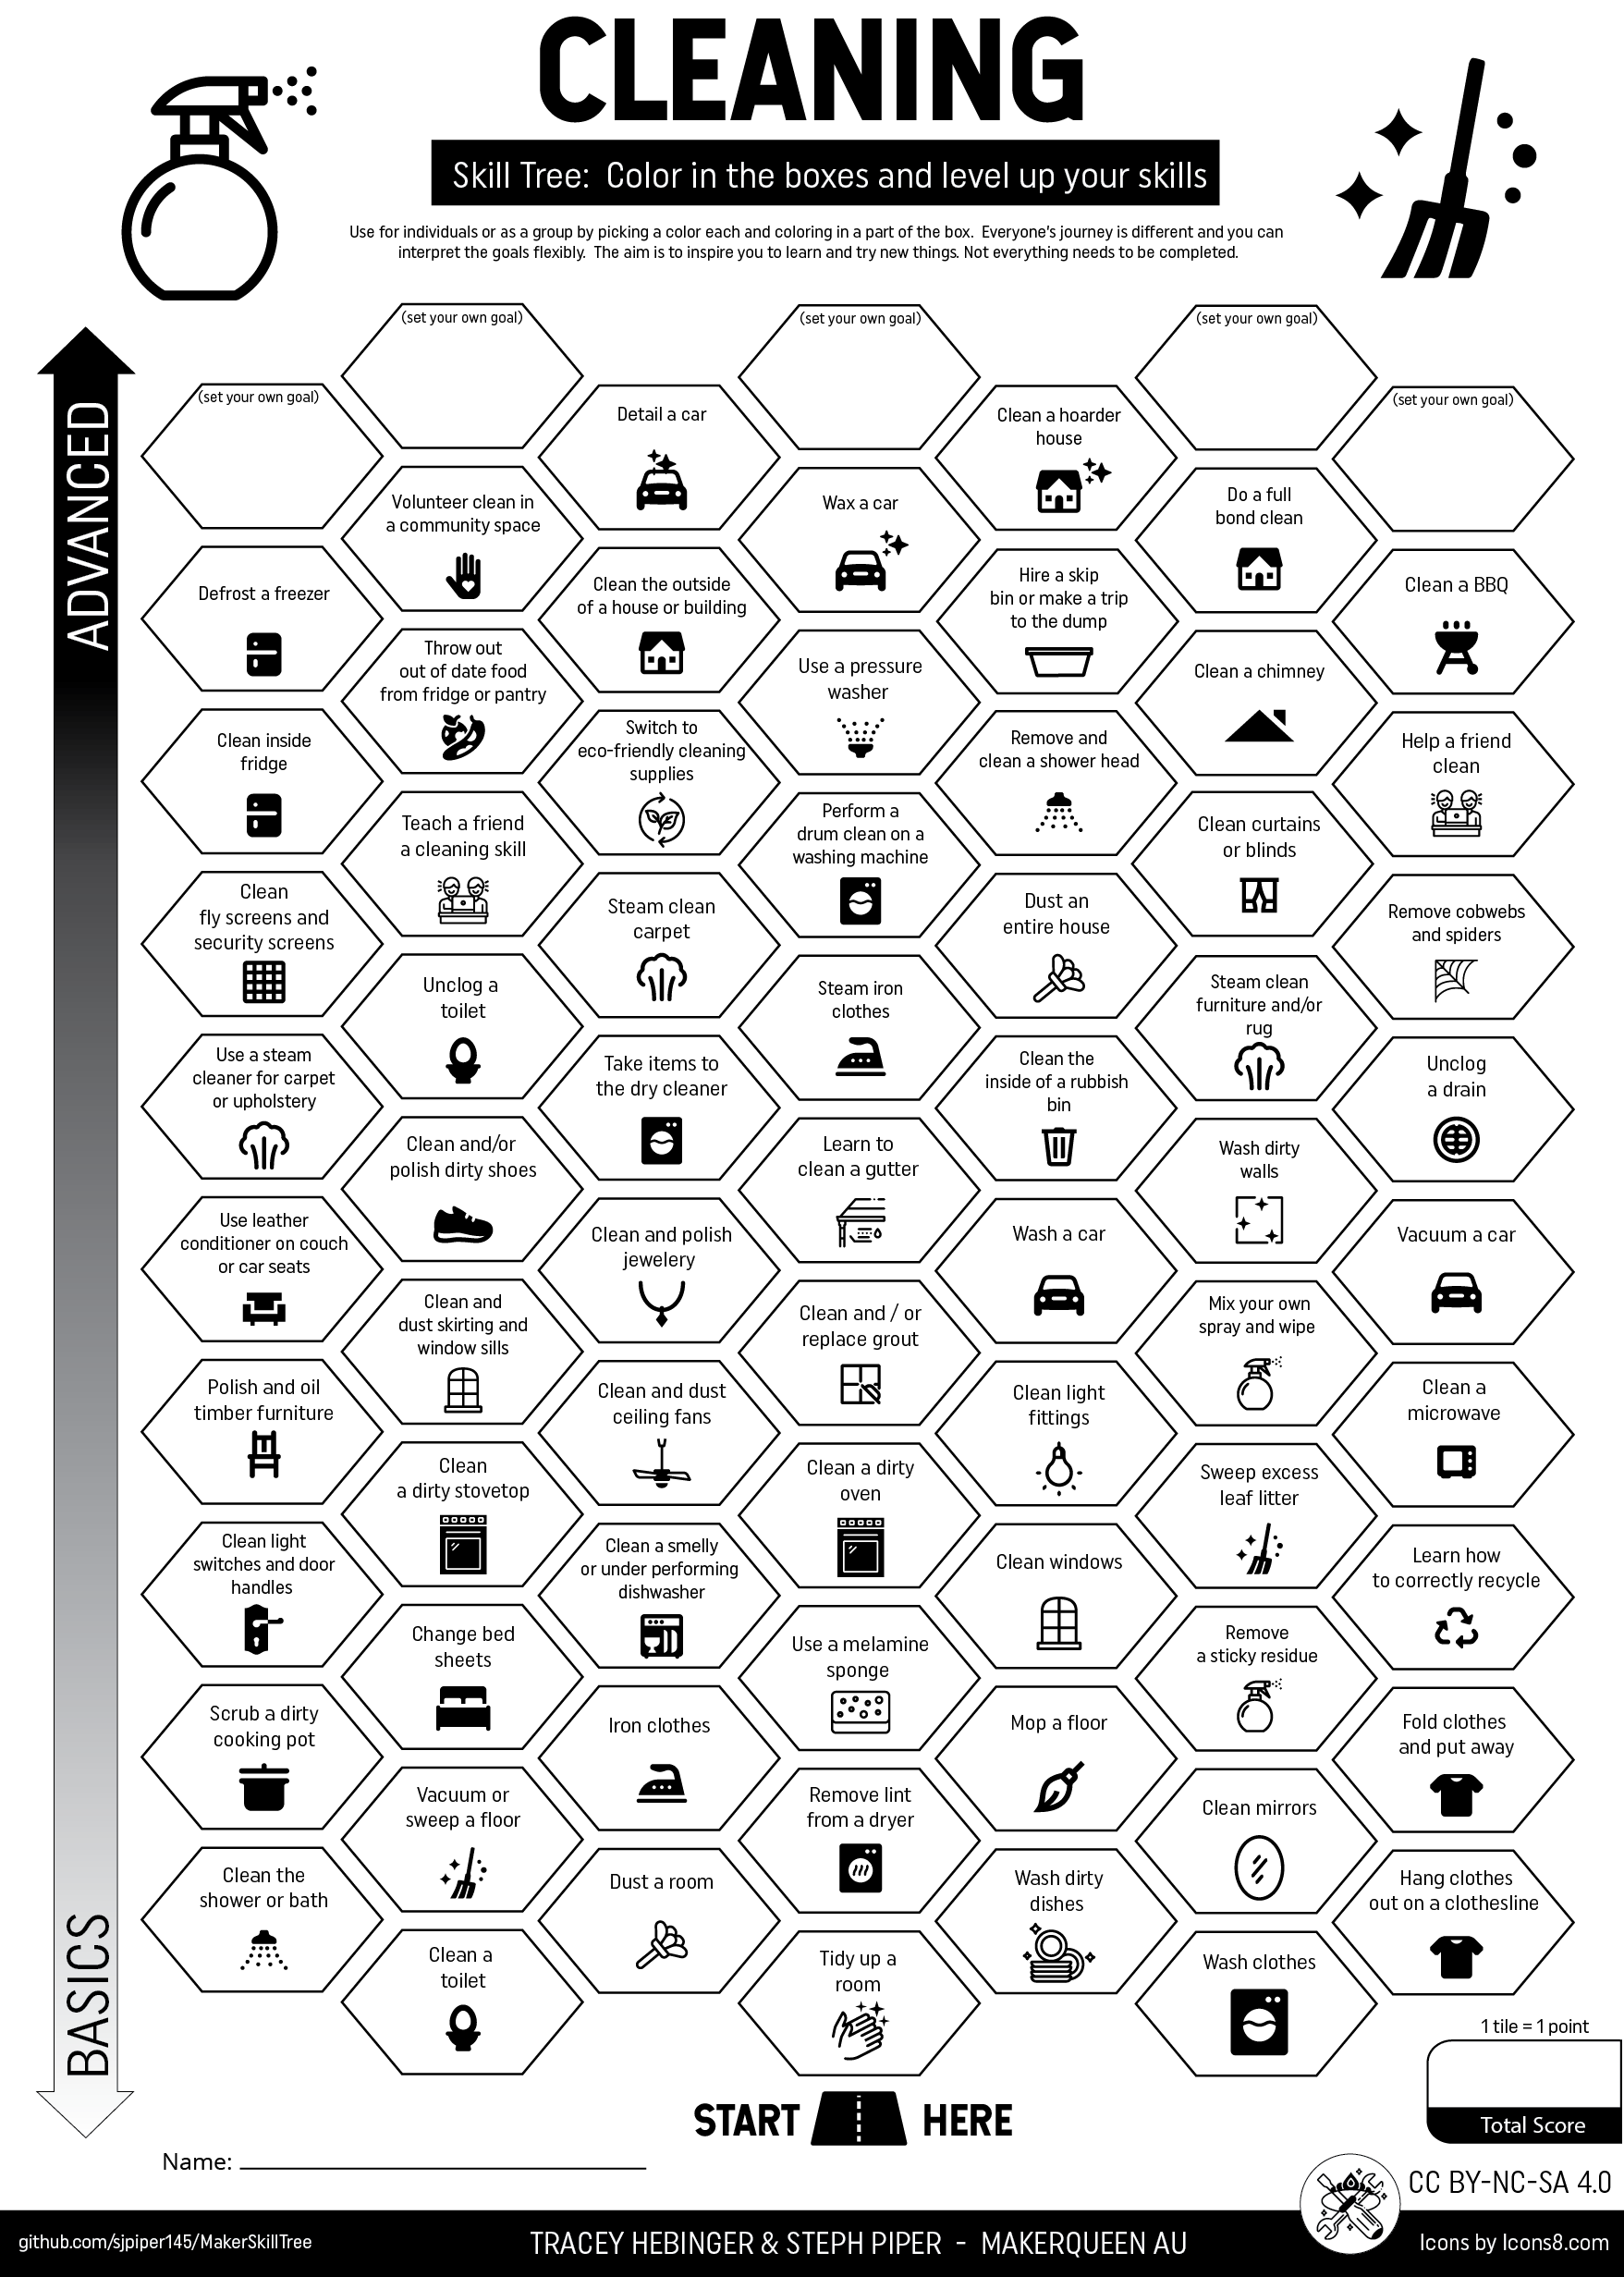 CLEANING
Skill Tree:  Color in the boxes and level up your skills
Use for individuals or as a group by picking a color each and coloring in a part of the box.  Everyone's journey is different and you can
interpret the goals flexibly.  The aim is to inspire you to learn and try new things. Not everything needs to be completed.
ADVANCED
(set your own goal)
(set your own goal)
(set your own goal)
(set your own goal)
Detail a car
Clean a hoarder
house
(set your own goal)
Volunteer clean in
a community space
Wax a car
Do a full
bond clean
Defrost a freezer
Clean the outside
of a house or building
Hire a skip
bin or make a trip
to the dump
Clean a BBQ
Throw out
out of date food
from fridge or pantry
Use a pressure
washer
Clean a chimney
Clean inside
fridge
Switch to
eco-friendly cleaning
supplies
Remove and
clean a shower head
Help a friend
clean
Teach a friend
a cleaning skill
Perform a
drum clean on a
washing machine
Clean curtains
or blinds
Clean
fly screens and
security screens
Steam clean
carpet
Dust an
entire house
Remove cobwebs
and spiders
Unclog a
toilet
Steam iron
clothes
Steam clean
furniture and/or
rug
Use a steam
cleaner for carpet
or upholstery
Take items to
the dry cleaner
Clean the
inside of a rubbish
bin
Unclog
a drain
Clean and/or
polish dirty shoes
Learn to
clean a gutter
Wash dirty
walls
Use leather
conditioner on couch
or car seats
Clean and polish
jewelery
Wash a car
Vacuum a car
Clean and
dust skirting and
window sills
Clean and / or
replace grout
Mix your own
spray and wipe
Polish and oil
timber furniture
Clean and dust
ceiling fans
Clean light
fittings
Clean a
microwave
Clean
a dirty stovetop
Clean a dirty
oven
Sweep excess
leaf litter
Clean light
switches and door
handles
Clean a smelly
or under performing
dishwasher
Clean windows
Learn how
to correctly recycle
Change bed
sheets
Use a melamine
sponge
Remove
a sticky residue
Scrub a dirty
cooking pot
Iron clothes
Mop a floor
Fold clothes
and put away
Vacuum or
sweep a floor
Remove lint
from a dryer
Clean mirrors
Clean the
shower or bath
Dust a room
Wash dirty
dishes
Hang clothes
out on a clothesline
Clean a
toilet
Tidy up a
room
Wash clothes
BASICS
1 tile = 1 point
Total Score
START HERE
Name:
CC BY-NC-SA 4.0
github.com/sjpiper145/MakerSkillTree
TRACEY HEBINGER & STEPH PIPER  -  MAKERQUEEN AU
Icons by Icons8.com